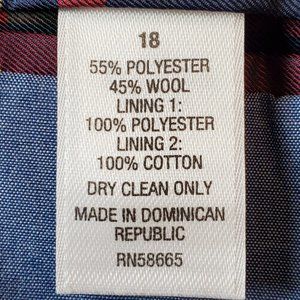 18
55% POLYESTER
45% WOOL
LINING 1:
100% POLYESTER
LINING 2:
100% COTTON
DRY CLEAN ONLY
MADE IN DOMINICAN
REPUBLIC
RN58665